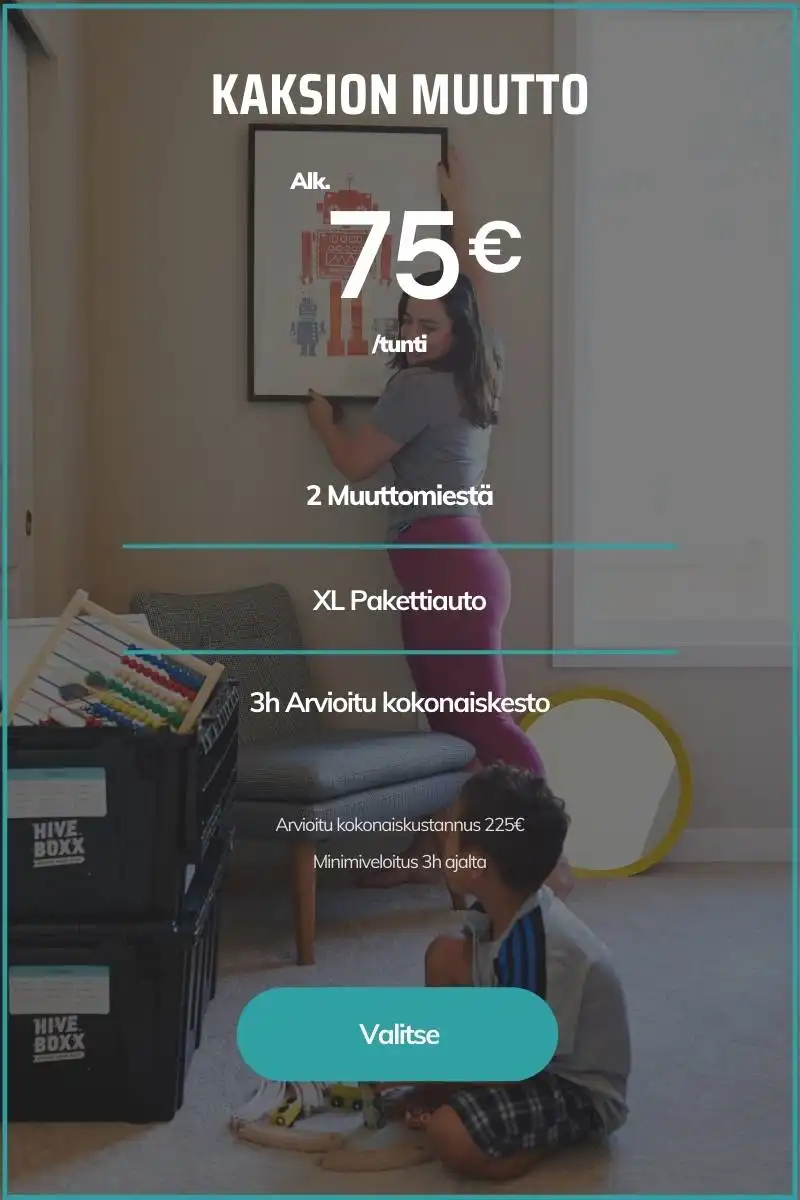 KAKSION MUUTTO
Alk.
75 €
/tunti
2 Muuttomiestä
XL Pakettiauto
3h Arvioitu kokonaiskesto
Arvioitu kokonaiskustannus 225€
Minimiveloitus 3h ajalta
HIVE
BOXX
HIVE
BOXX
Valitse